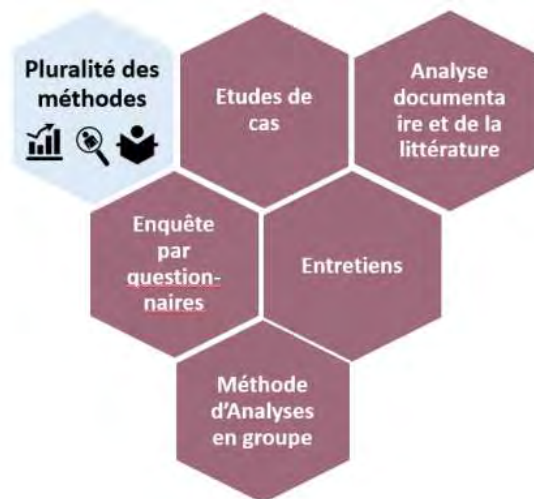 Pluralité des
méthodes
Etudes de
cas
Analyse
documenta
ire et de la
littérature
Enquête
par
question-
naires
Entretiens
Méthode
d'Analyses
en groupe